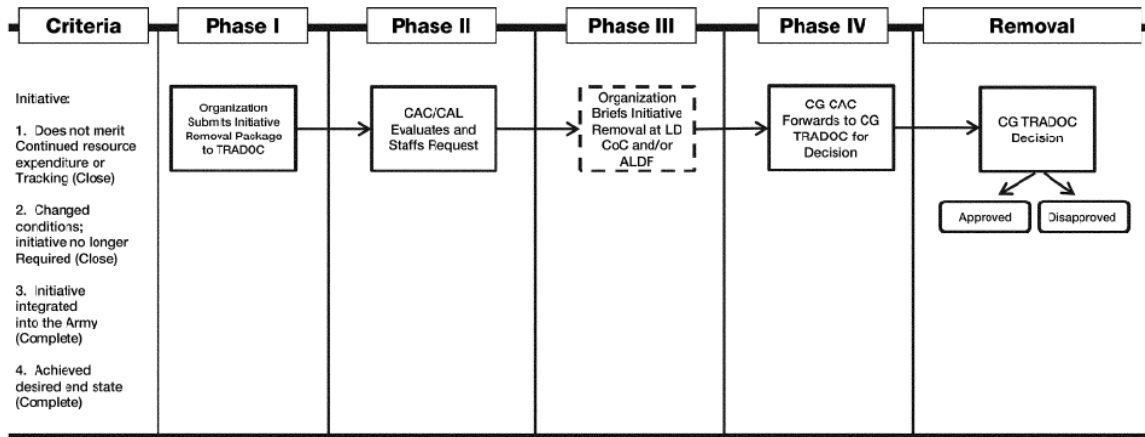 Criteria
Phase I
Phase II
Phase III
Phase IV
Removal
Initiative:
1. Does not merit
Continued resource
expenditure or
Tracking (Close)
2. Changed
conditions;
initiative no longer
Required (Close)
3. Initiative
integrated
into the Army
(Complete)
4. Achieved
desired end state
(Complete)
Organization
Submits Initiative
Removal Package
to TRADOC
CAC/CAL
Evaluates and
Staffs Request
Organization
Briefs Initiative
Removal at LD
CoC and/or
ALDF
CG CAC
Forwards to CG
TRADOC for
Decision
CG TRADOC
Decision
Approved
Disapproved